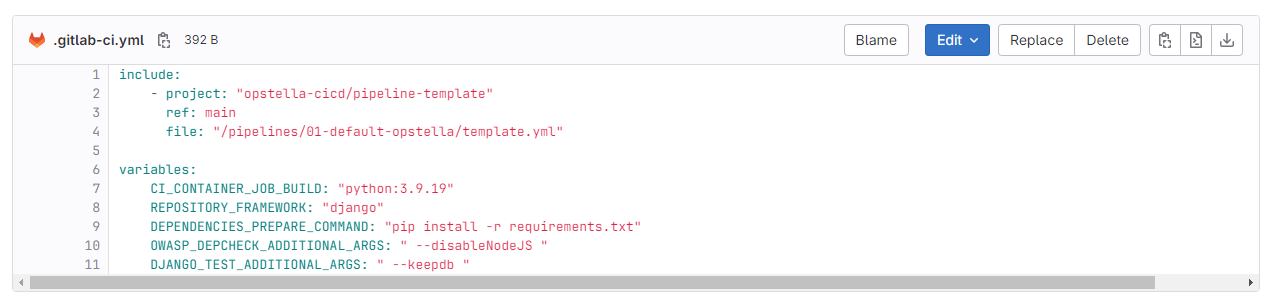 .gitlab-ci.yml 392 B Blame Edit Replace Delete
1 include:
2     - project: "opstella-cicd/pipeline-template"
3       ref: main
4       file: "/pipelines/01-default-opstella/template.yml"
5
6 variables:
7     CI_CONTAINER_JOB_BUILD: "python:3.9.19"
8     REPOSITORY_FRAMEWORK: "django"
9     DEPENDENCIES_PREPARE_COMMAND: "pip install -r requirements.txt"
10     OWASP_DEPCHECK_ADDITIONAL_ARGS: " --disableNodeJS "
11     DJANGO_TEST_ADDITIONAL_ARGS: " --keepdb "